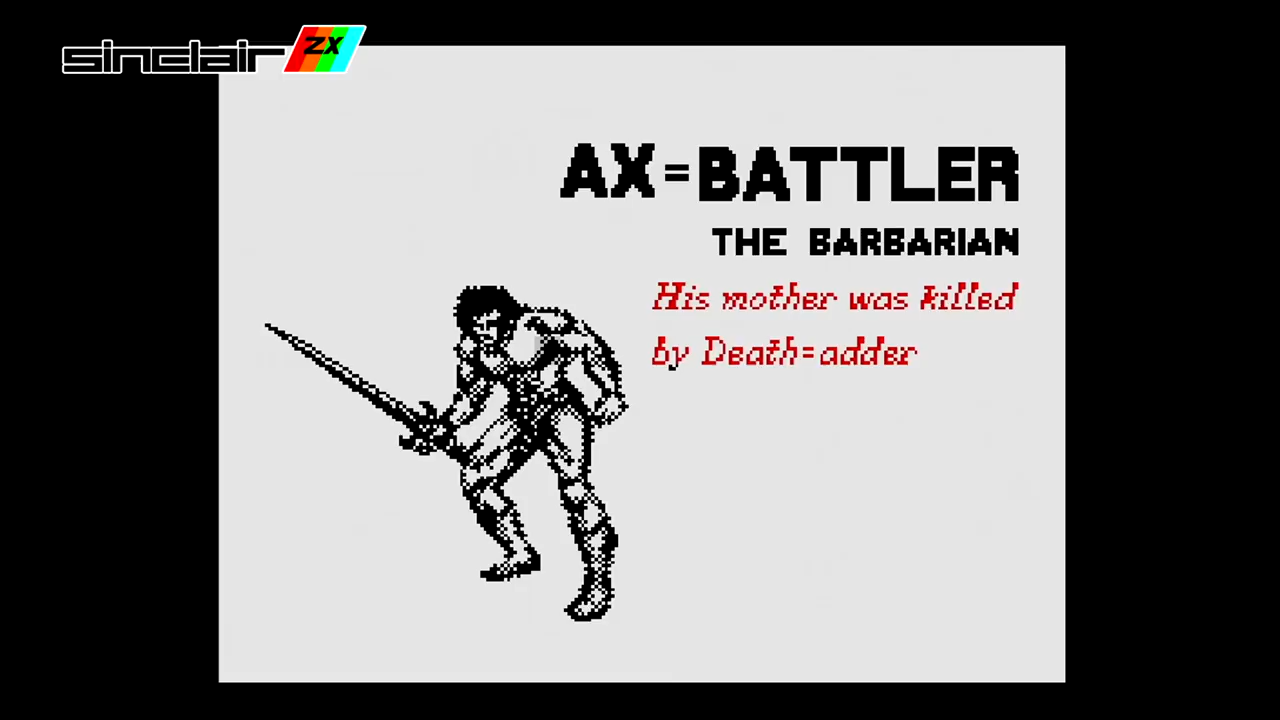 sinclair ZX
AX=BATTLER
THE BARBARIAN
His mother was killed
by Death=adder